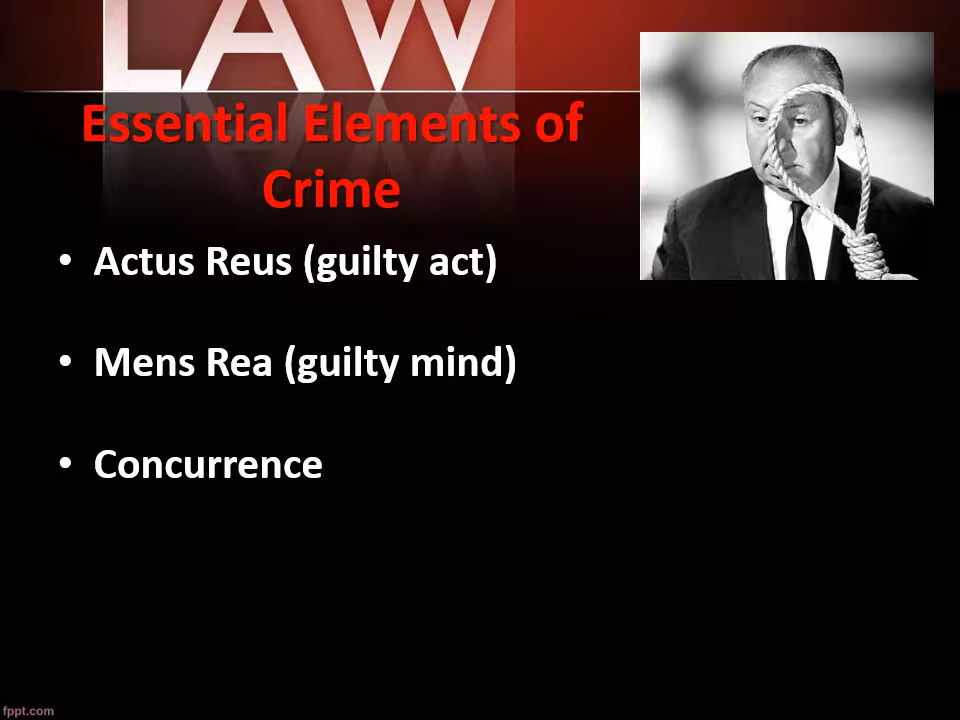 LAW
Essential Elements of
Crime
• Actus Reus (guilty act)
• Mens Rea (guilty mind)
• Concurrence
fppt.com